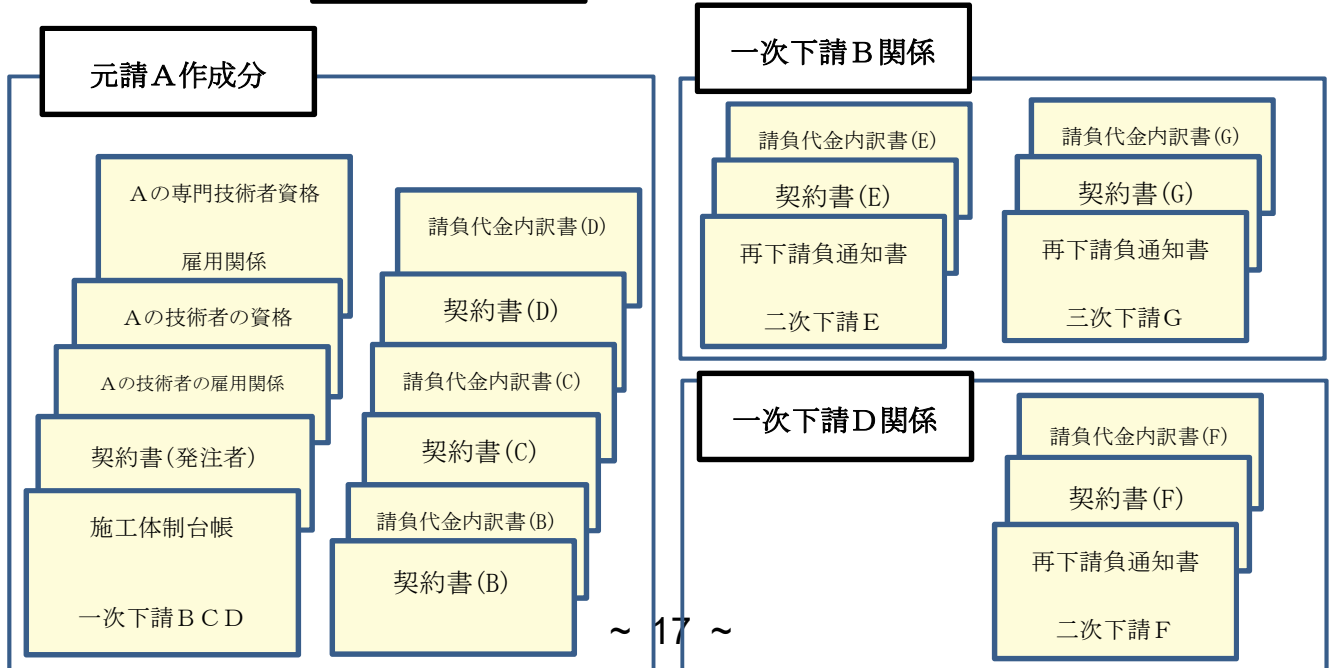 元請Ａ作成分
Ａの専門技術者資格
雇用関係
Ａの技術者の資格
Ａの技術者の雇用関係
契約書(発注者)
施工体制台帳
一次下請ＢＣＤ
請負代金内訳書(D)
契約書(D)
請負代金内訳書(C)
契約書(C)
請負代金内訳書(B)
契約書(B)
一次下請Ｂ関係
請負代金内訳書(E)
契約書(E)
再下請負通知書
二次下請Ｅ
請負代金内訳書(G)
契約書(G)
再下請負通知書
三次下請Ｇ
一次下請Ｄ関係
請負代金内訳書(F)
契約書(F)
再下請負通知書
二次下請Ｆ
~ 17 ~